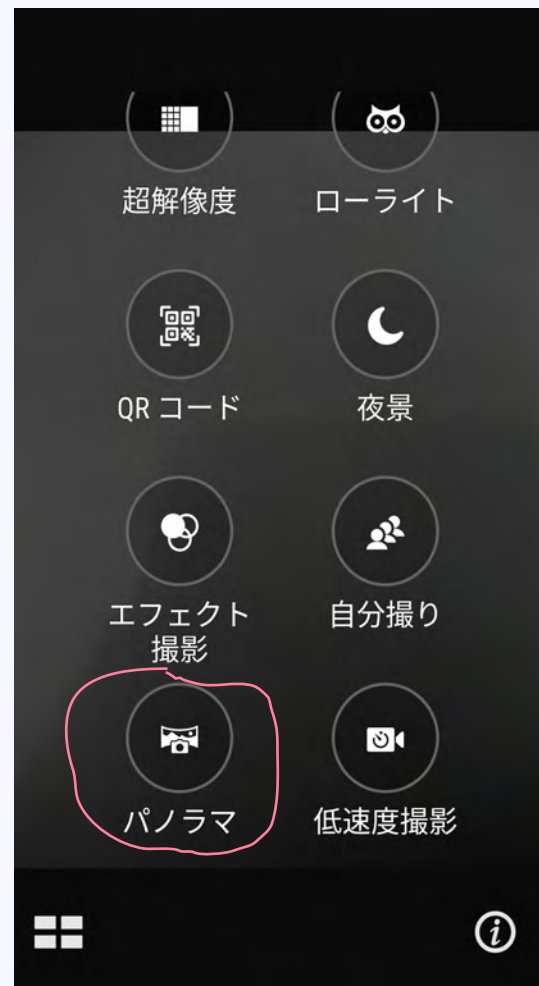 超解像度
ローライト
QR コード
夜景
エフェクト
撮影
自分撮り
パノラマ
低速度撮影